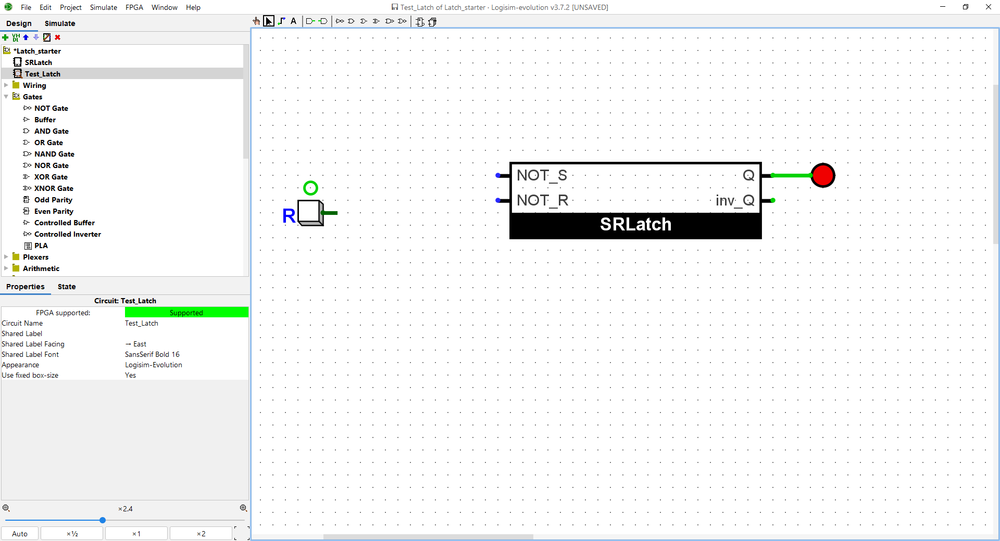 File Edit Project Simulate FPGA Window Help
Test_Latch of Latch_starter · Logisim-evolution v3.7.2 [UNSAVED]
Design Simulate
A
VH
DL
*Latch_starter
SRLatch
Test_Latch
Wiring
Gates
NOT Gate
Buffer
AND Gate
OR Gate
NAND Gate
NOR Gate
XOR Gate
XNOR Gate
Odd Parity
Even Parity
Controlled Buffer
Controlled Inverter
PLA
Plexers
Arithmetic
Properties State
Circuit: Test_Latch
FPGA supported: Supported
Circuit Name Test_Latch
Shared Label
Shared Label Facing → East
Shared Label Font SansSerif Bold 16
Appearance Logisim-Evolution
Use fixed box-size Yes
×2.4
Auto ×½ ×1 ×2
R
NOT_S Q
NOT_R inv_Q
SRLatch